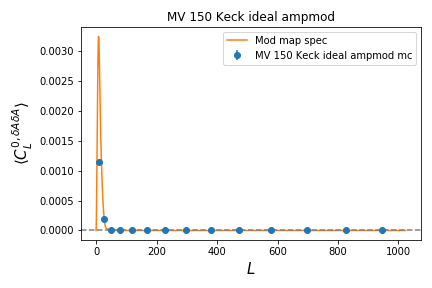 MV 150 Keck ideal ampmod
Mod map spec
MV 150 Keck ideal ampmod mc
⟨C_L^{0, δAδA}⟩
0.0030
0.0025
0.0020
0.0015
0.0010
0.0005
0.0000
0 200 400 600 800 1000
L